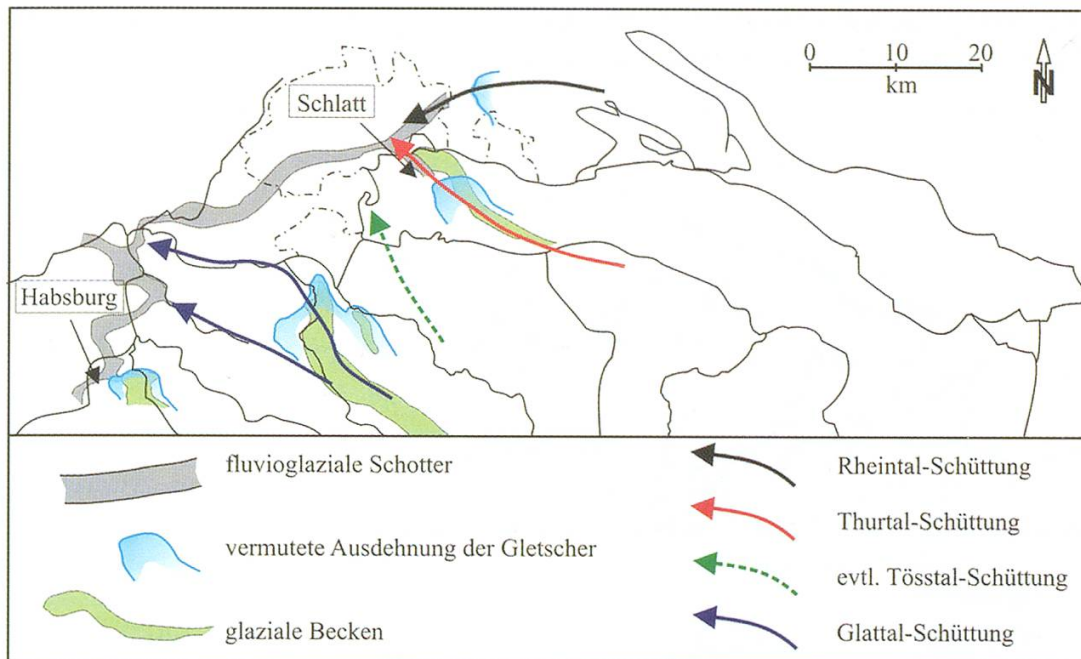 0 10 20
km
N
Schlatt
Habsburg
fluvioglaziale Schotter
vermutete Ausdehnung der Gletscher
glaziale Becken
Rheintal-Schüttung
Thurtal-Schüttung
evtl. Tösstal-Schüttung
Glattal-Schüttung